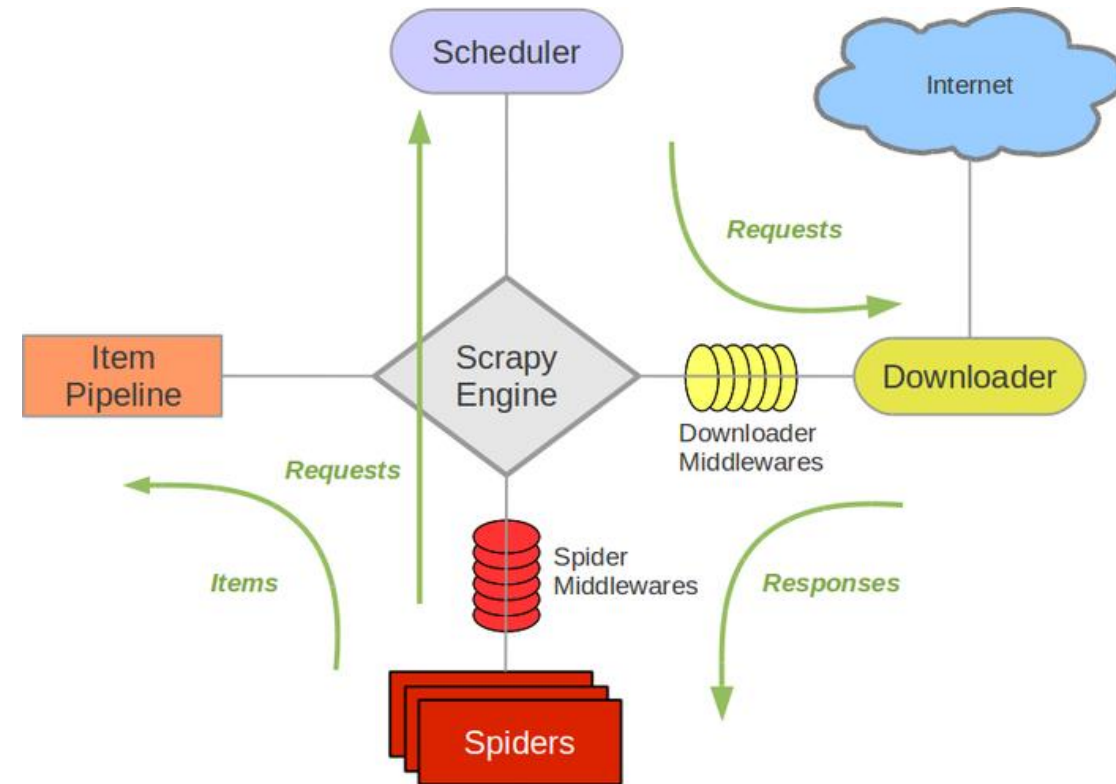 Scheduler
Internet
Requests
Item
Pipeline
Scrapy
Engine
Downloader
Downloader
Middlewares
Requests
Items
Spider
Middlewares
Responses
Spiders